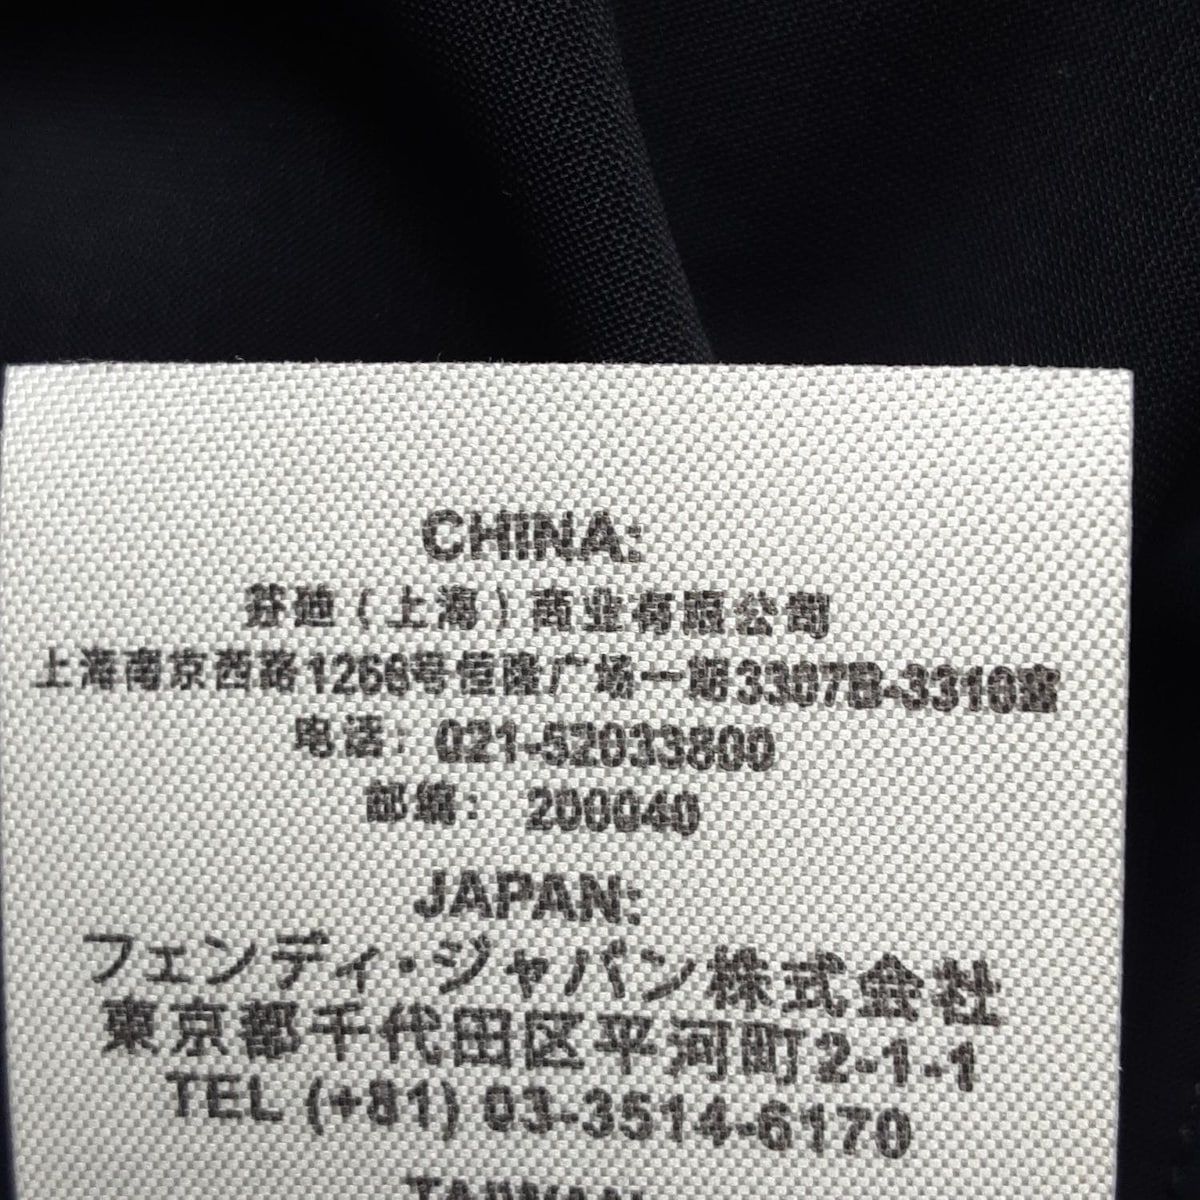 CHINA:
芬迪(上海)商业有限公司
上海南京西路1266号恒隆广场一期3307B-3310室
电话: 021-52033800
邮编: 200040
JAPAN:
フェンディ・ジャパン株式会社
東京都千代田区平河町2-1-1
TEL (+81) 03-3514-6170
TAIWAN: